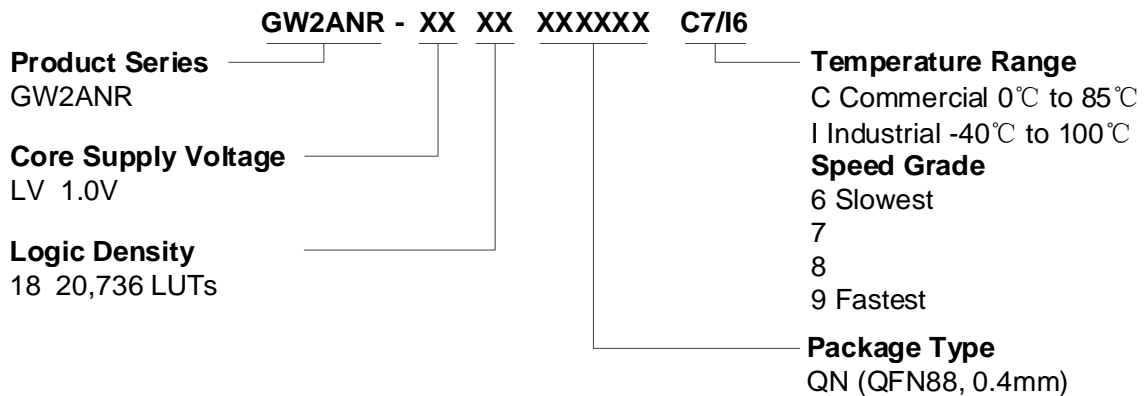 GW2ANR - XX XX XXXXXX C7/I6
Product Series
GW2ANR
Core Supply Voltage
LV 1.0V
Logic Density
18 20,736 LUTs
Temperature Range
C Commercial 0℃ to 85℃
I Industrial -40℃ to 100℃
Speed Grade
6 Slowest
7
8
9 Fastest
Package Type
QN (QFN88, 0.4mm)